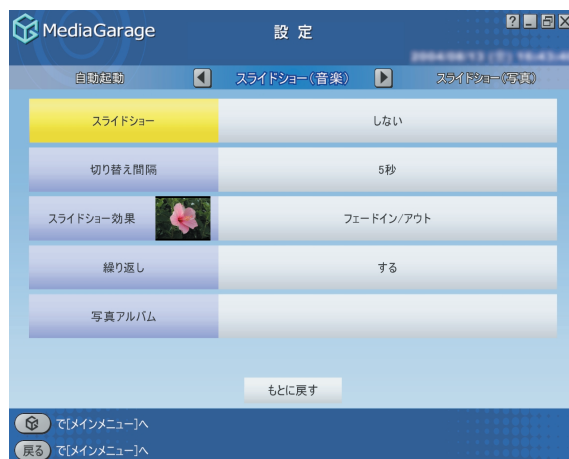 MediaGarage
設定
?
自動起動 スライドショー(音楽) スライドショー(写真)
スライドショー しない
切り替え間隔 5秒
スライドショー効果 フェードイン/アウト
繰り返し する
写真アルバム
もとに戻す
で[メインメニュー]へ
戻る で[メインメニュー]へ